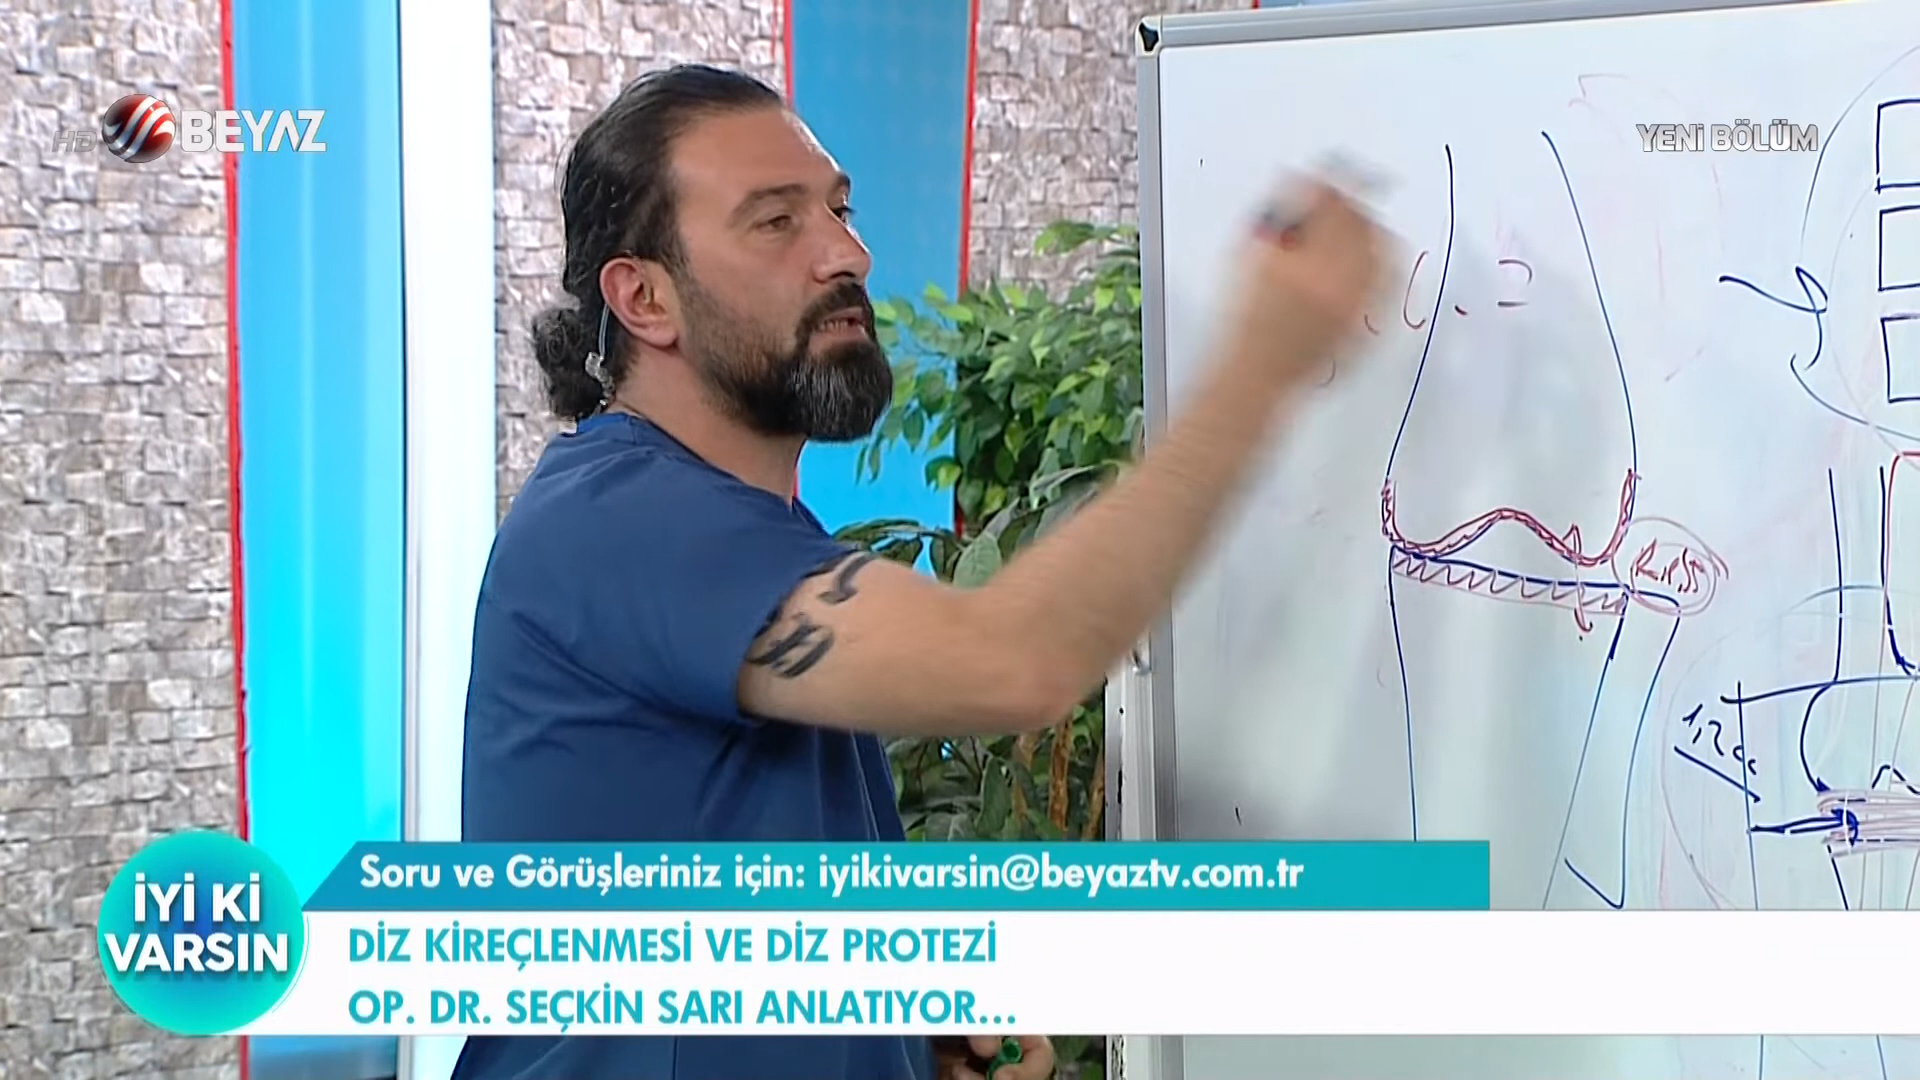 HD BEYAZ
YENİ BÖLÜM
Soru ve Görüşleriniz için: iyikivarsin@beyaztv.com.tr
İYİ Kİ
VARSIN
DİZ KİREÇLENMESİ VE DİZ PROTEZİ
OP. DR. SEÇKİN SARI ANLATIYOR...